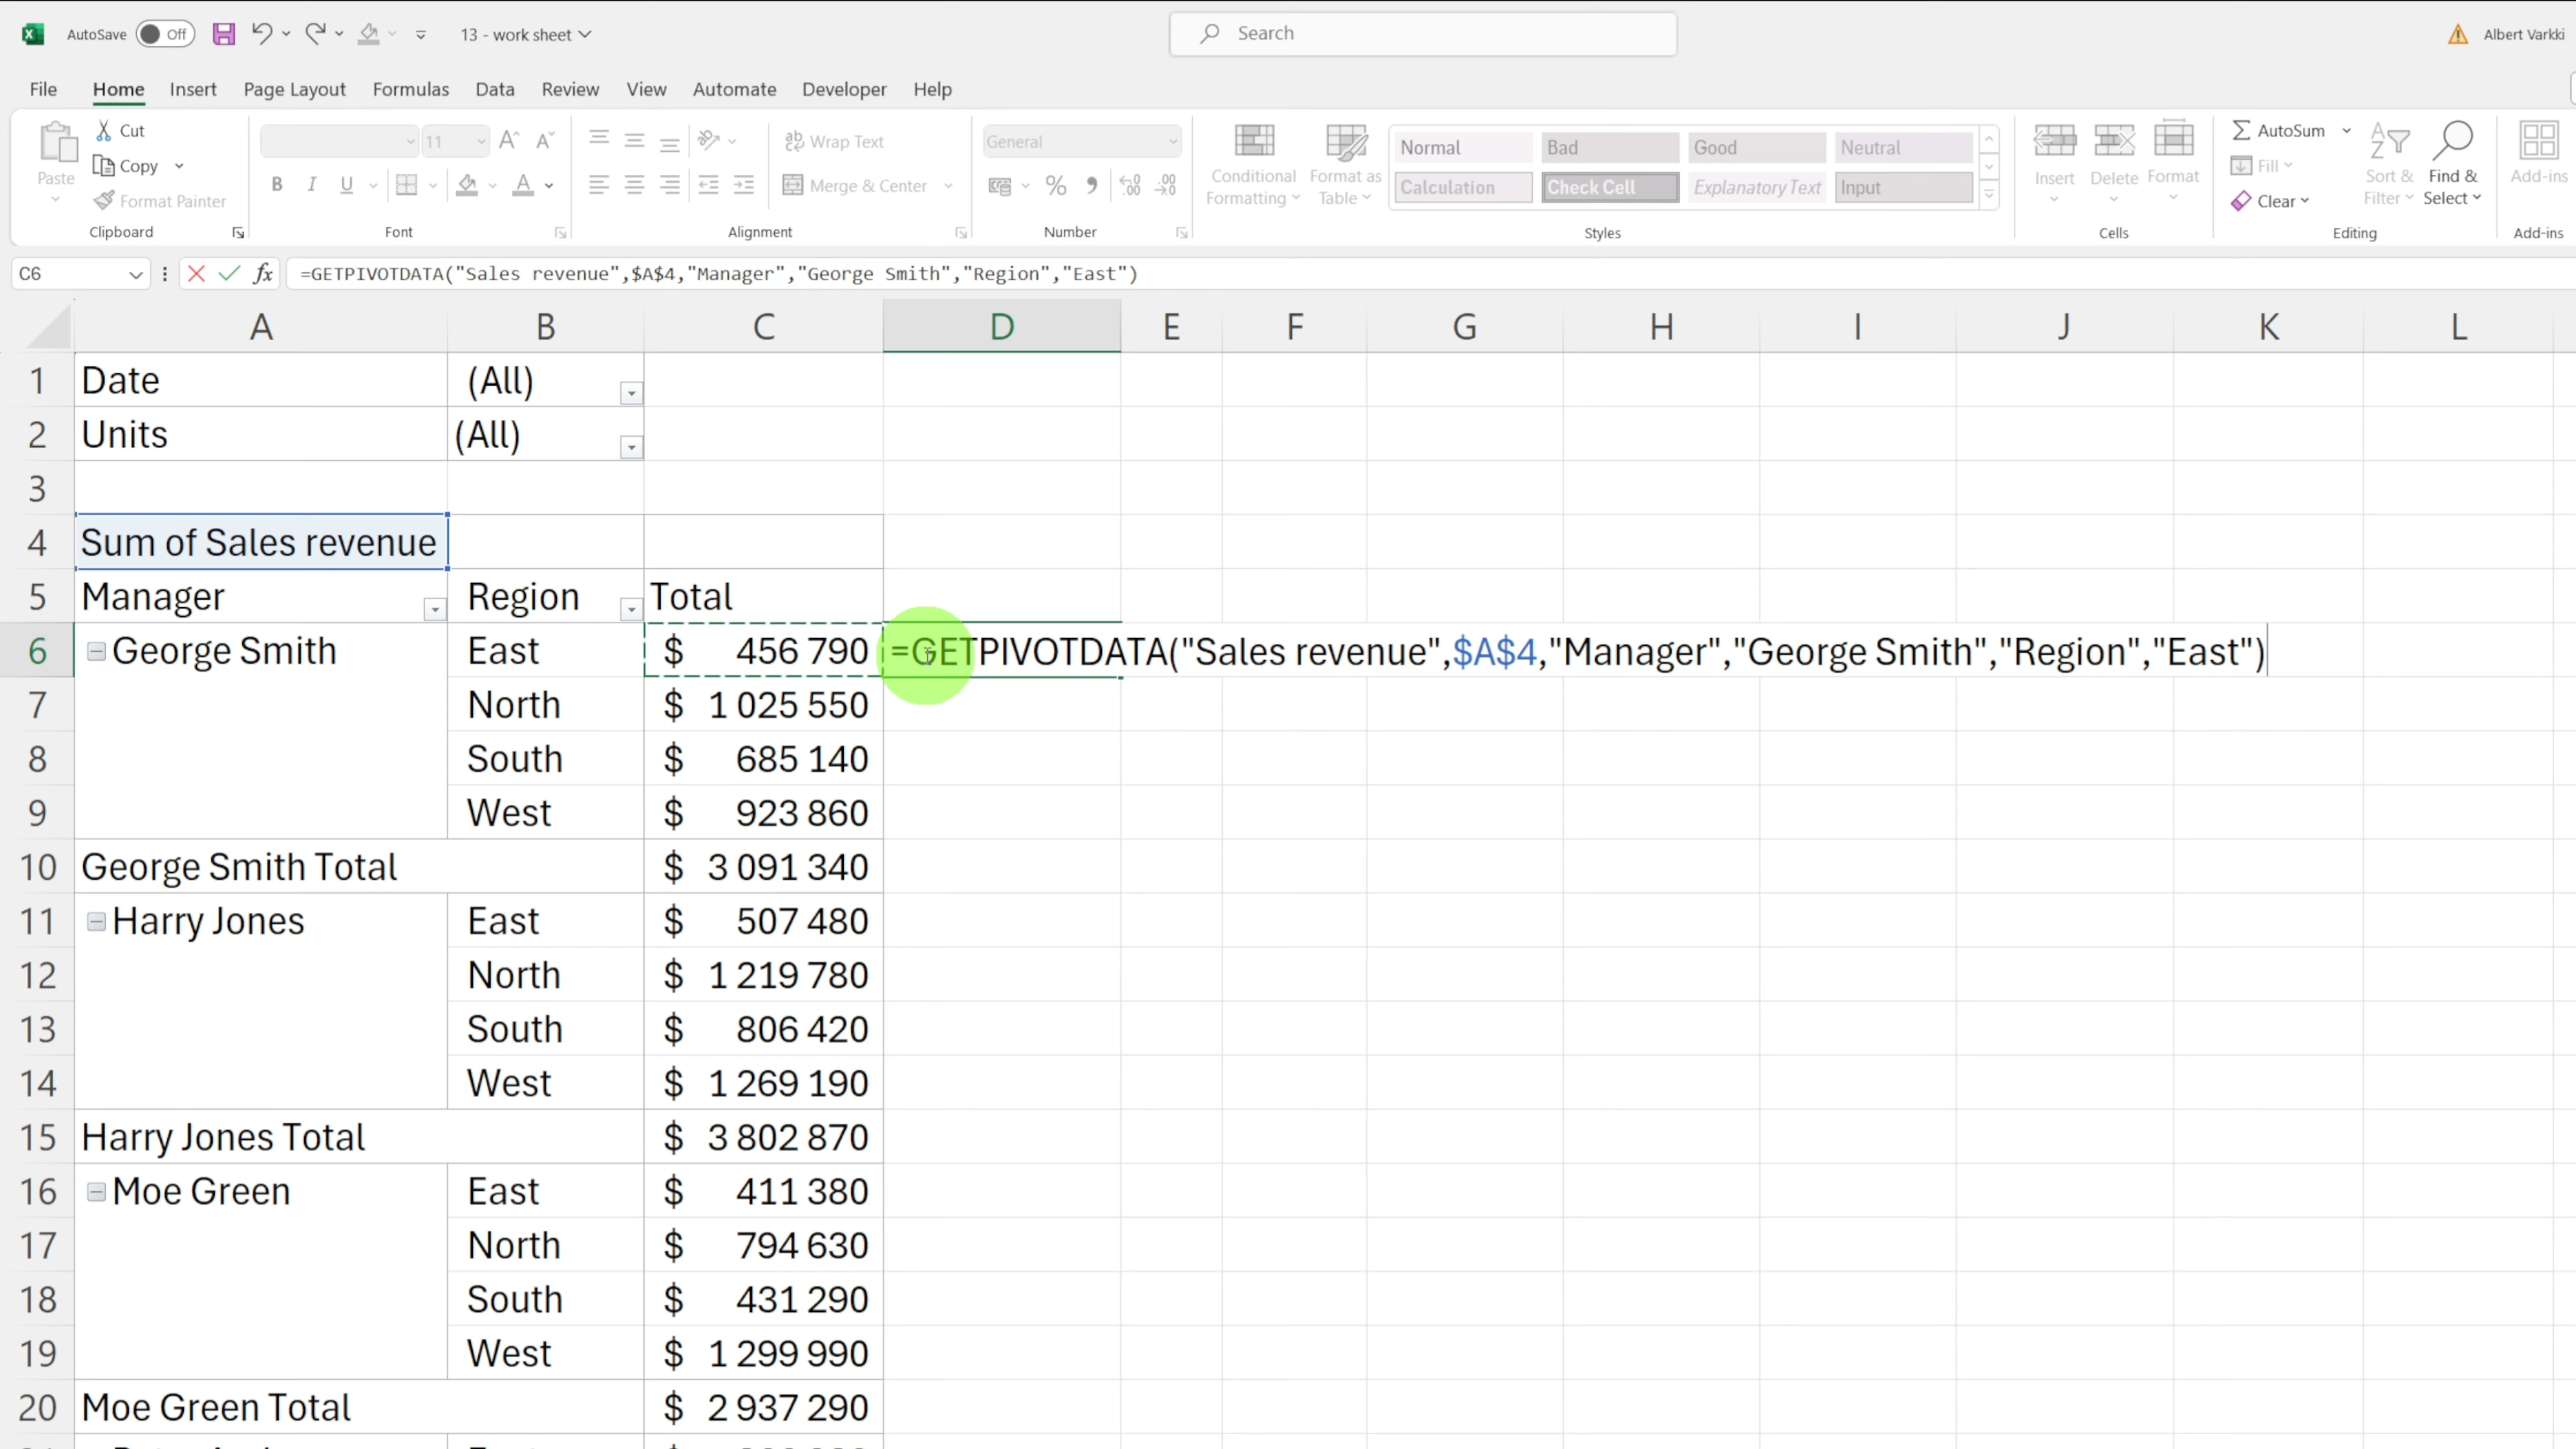 AutoSave Off 13 - work sheet Search Albert Varkki
File Home Insert Page Layout Formulas Data Review View Automate Developer Help
Paste Cut Copy Format Painter Clipboard
11 B I U A Font
ab Wrap Text Merge & Center Alignment
General % Number
Conditional Formatting Format as Table
Normal Bad Good Neutral
Calculation Check Cell Explanatory Text Input
Styles
Insert Delete Format Cells
AutoSum Fill Clear Sort & Filter Find & Select Editing
Add-ins Add-ins
C6 fx =GETPIVOTDATA("Sales revenue",$A$4,"Manager","George Smith","Region","East")
A B C D E F G H I J K L
1 Date (All)
2 Units (All)
3
4 Sum of Sales revenue
5 Manager Region Total
6 George Smith East $ 456 790 =GETPIVOTDATA("Sales revenue",$A$4,"Manager","George Smith","Region","East")
7 North $ 1 025 550
8 South $ 685 140
9 West $ 923 860
10 George Smith Total $ 3 091 340
11 Harry Jones East $ 507 480
12 North $ 1 219 780
13 South $ 806 420
14 West $ 1 269 190
15 Harry Jones Total $ 3 802 870
16 Moe Green East $ 411 380
17 North $ 794 630
18 South $ 431 290
19 West $ 1 299 990
20 Moe Green Total $ 2 937 290